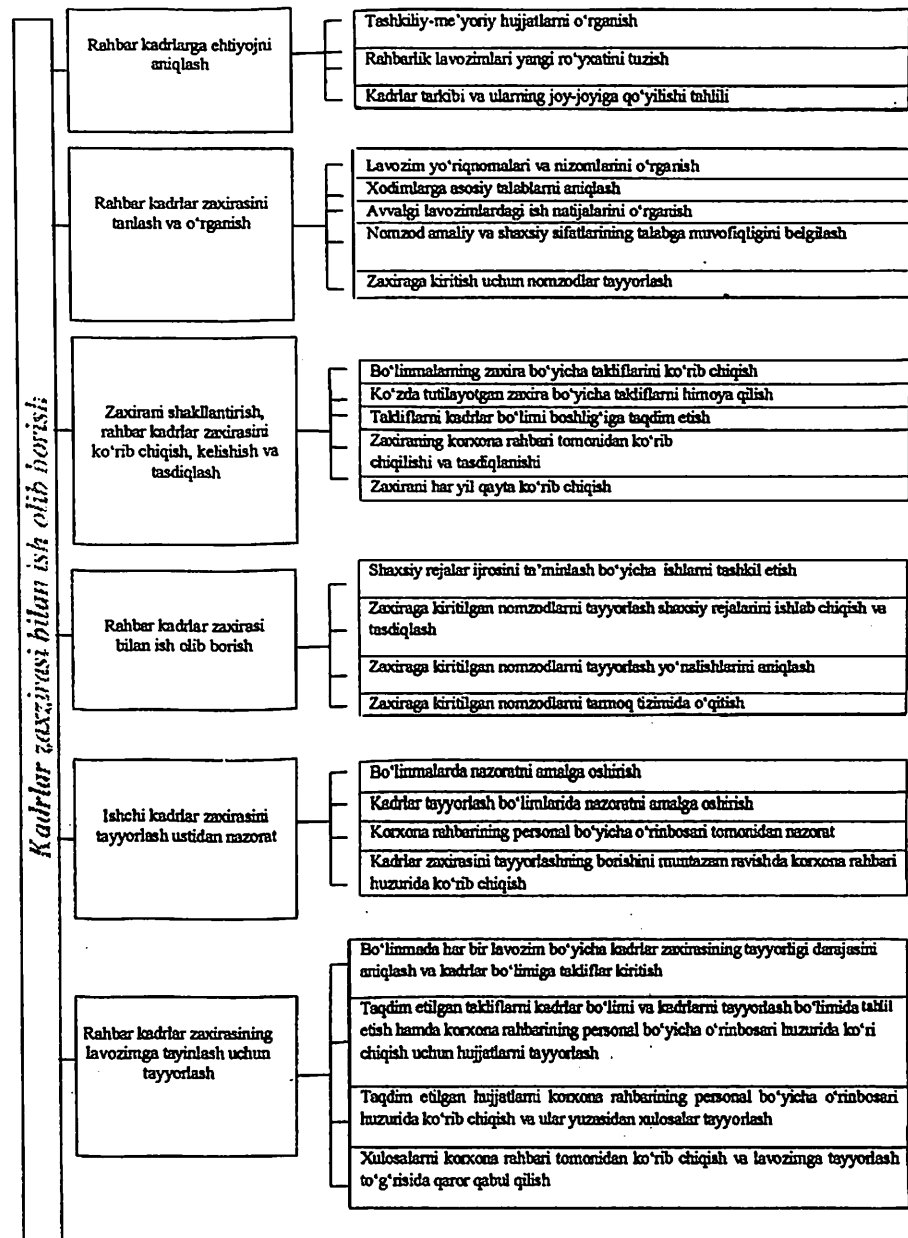 Kadrlar zaxzirasi bilan ish olib borish
Rahbar kadrlarga ehtiyojni
aniqlash
Tashkiliy-me’yoriy hujjatlarni o‘rganish
Rahbarlik lavozimlari yangi ro‘yxatini tuzish
Kadrlar tarkibi va ularning joy-joyiga qo‘yilishi tahlili
Rahbar kadrlar zaxirasini
tanlash va o‘rganish
Lavozim yo‘riqnomalari va nizomlarini o‘rganish
Xodimlarga asosiy talablarni aniqlash
Avvalgi lavozimlardagi ish natijalarini o‘rganish
Nomzod amaliy va shaxsiy sifatlarining talabga muvofiqligini belgilash
Zaxiraga kiritish uchun nomzodlar tayyorlash
Zaxirani shakllantirish,
rahbar kadrlar zaxirasini
ko‘rib chiqish, kelishish va
tasdiqlash
Bo‘linmalarning zaxira bo‘yicha takliflarini ko‘rib chiqish
Ko‘zda tutilayotgan zaxira bo‘yicha takliflarni himoya qilish
Takliflarni kadrlar bo‘limi boshlig‘iga taqdim etish
Zaxiraning korxona rahbari tomonidan ko‘rib
chiqilishi va tasdiqlanishi
Zaxirani har yil qayta ko‘rib chiqish
Rahbar kadrlar zaxirasi
bilan ish olib borish
Shaxsiy rejalar ijrosini ta’minlash bo‘yicha ishlarni tashkil etish
Zaxiraga kiritilgan nomzodlarni tayyorlash shaxsiy rejalarini ishlab chiqish va
tasdiqlash
Zaxiraga kiritilgan nomzodlarni tayyorlash yo‘nalishlarini aniqlash
Zaxiraga kiritilgan nomzodlarni tarmoq tizimida o‘qitish
Ishchi kadrlar zaxirasini
tayyorlash ustidan nazorat
Bo‘linmalarda nazoratni amalga oshirish
Kadrlar tayyorlash bo‘limlarida nazoratni amalga oshirish
Korxona rahbarining personal bo‘yicha o‘rinbosari tomonidan nazorat
Kadrlar zaxirasini tayyorlashning borishini muntazam ravishda korxona rahbari
huzurida ko‘rib chiqish
Rahbar kadrlar zaxirasining
lavozimga tayinlash uchun
tayyorlash
Bo‘linmada har bir lavozim bo‘yicha kadrlar zaxirasining tayyorligi darajasini
aniqlash va kadrlar bo‘limiga takliflar kiritish
Taqdim etilgan takliflarni kadrlar bo‘limi va kadrlarni tayyorlash bo‘limida tahlil
etish hamda korxona rahbarining personal bo‘yicha o‘rinbosari huzurida ko‘ri
chiqish uchun hujjatlarni tayyorlash
Taqdim etilgan hujjatlarni korxona rahbarining personal bo‘yicha o‘rinbosari
huzurida ko‘rib chiqish va ular yuzasidan xulosalar tayyorlash
Xulosalarni korxona rahbari tomonidan ko‘rib chiqish va lavozimga tayyorlash
to‘g‘risida qaror qabul qilish